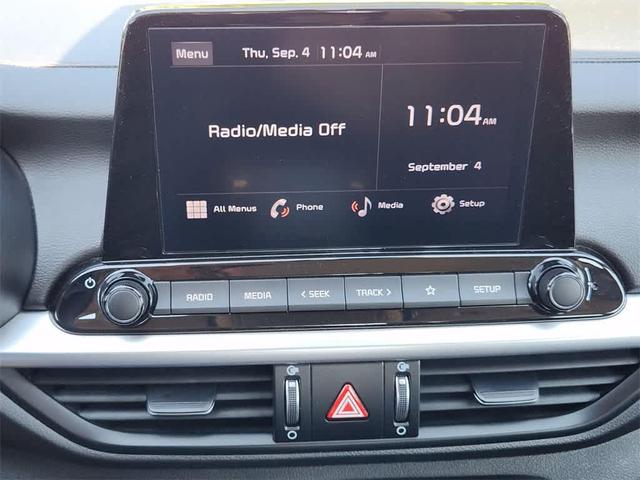 Menu Thu, Sep. 4 11:04 AM
Radio/Media Off
11:04 AM
September 4
All Menus Phone Media Setup
RADIO MEDIA < SEEK TRACK > SETUP